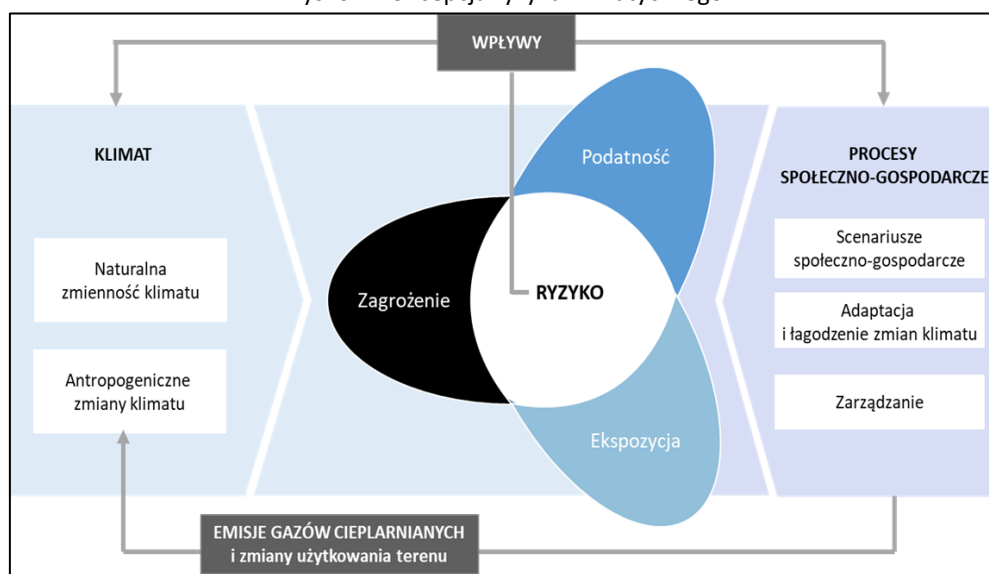 WPŁYWY
KLIMAT
Naturalna
zmienność klimatu
Antropogeniczne
zmiany klimatu
Podatność
Zagrożenie
RYZYKO
Ekspozycja
PROCESY
SPOŁECZNO-GOSPODARCZE
Scenariusze
społeczno-gospodarcze
Adaptacja
i łagodzenie zmian klimatu
Zarządzanie
EMISJE GAZÓW CIEPLARNIANYCH
i zmiany użytkowania terenu